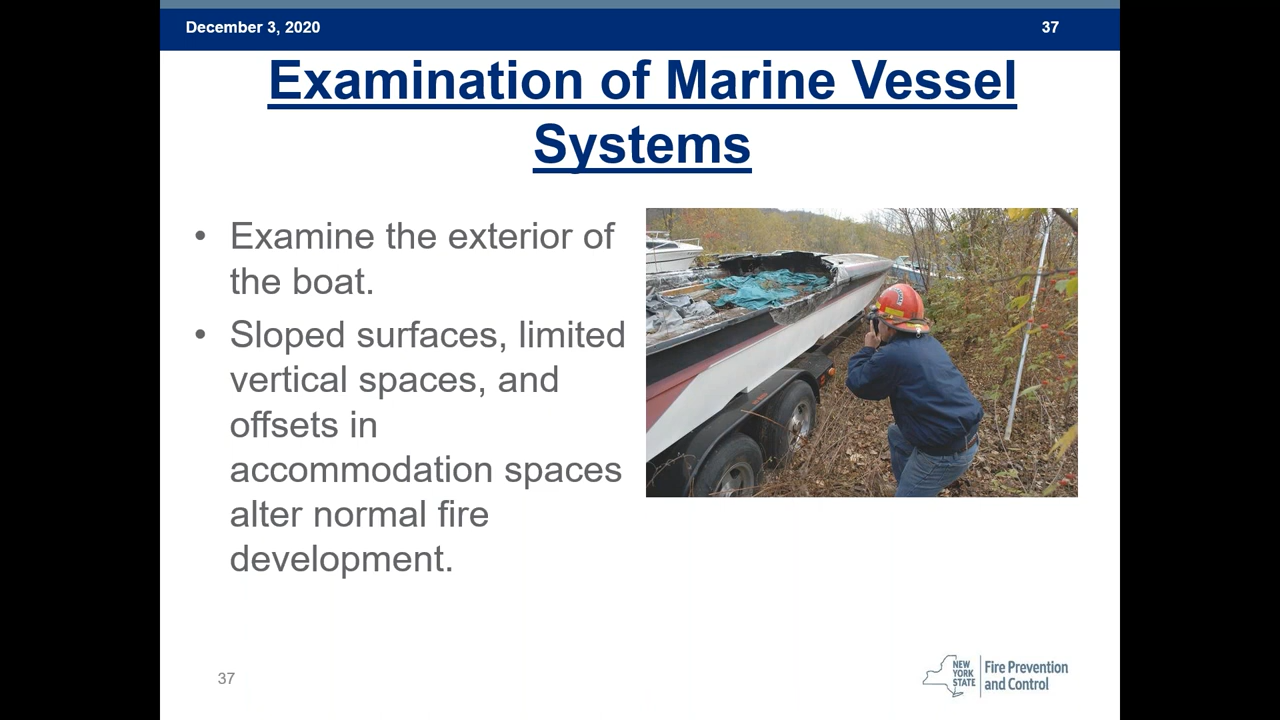 December 3, 2020
37
Examination of Marine Vessel
Systems
• Examine the exterior of
the boat.
• Sloped surfaces, limited
vertical spaces, and
offsets in
accommodation spaces
alter normal fire
development.
37
NEW
YORK
STATE
Fire Prevention
and Control